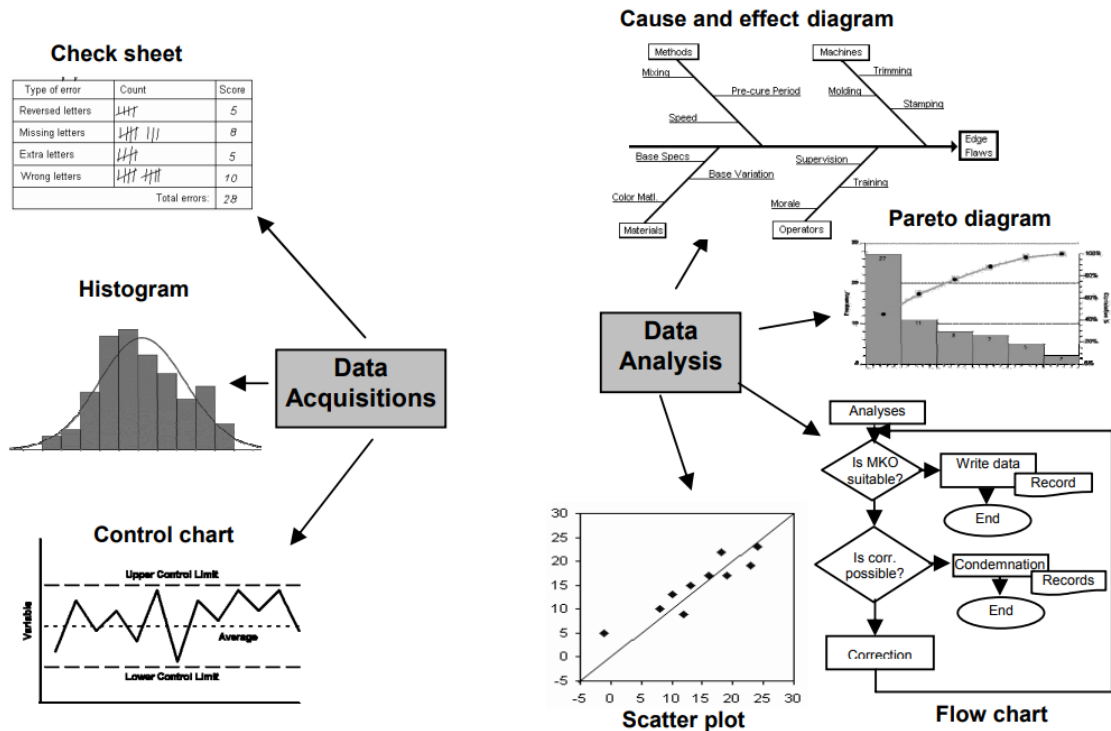 Cause and effect diagram
Check sheet
Type of error Count Score
Reversed letters 5
Missing letters 8
Extra letters 5
Wrong letters 10
Total errors: 28
Methods
Machines
Mixing
Trimming
Pre-cure Period
Molding
Speed
Stamping
Edge
Flaws
Base Specs
Supervision
Base Variation
Training
Color Matl.
Morale
Materials
Operators
Pareto diagram
27
11
100%
20%
Frequency
Histogram
Data
Acquisitions
Data
Analysis
Analyses
Is MKO
suitable?
Write data
Record
End
Is corr.
possible?
Condemnation
Records
End
Correction
Flow chart
Control chart
Upper Control Limit
Variable
Average
Lower Control Limit
30
25
20
15
10
5
0
-5
-5 0 5 10 15 20 25 30
Scatter plot